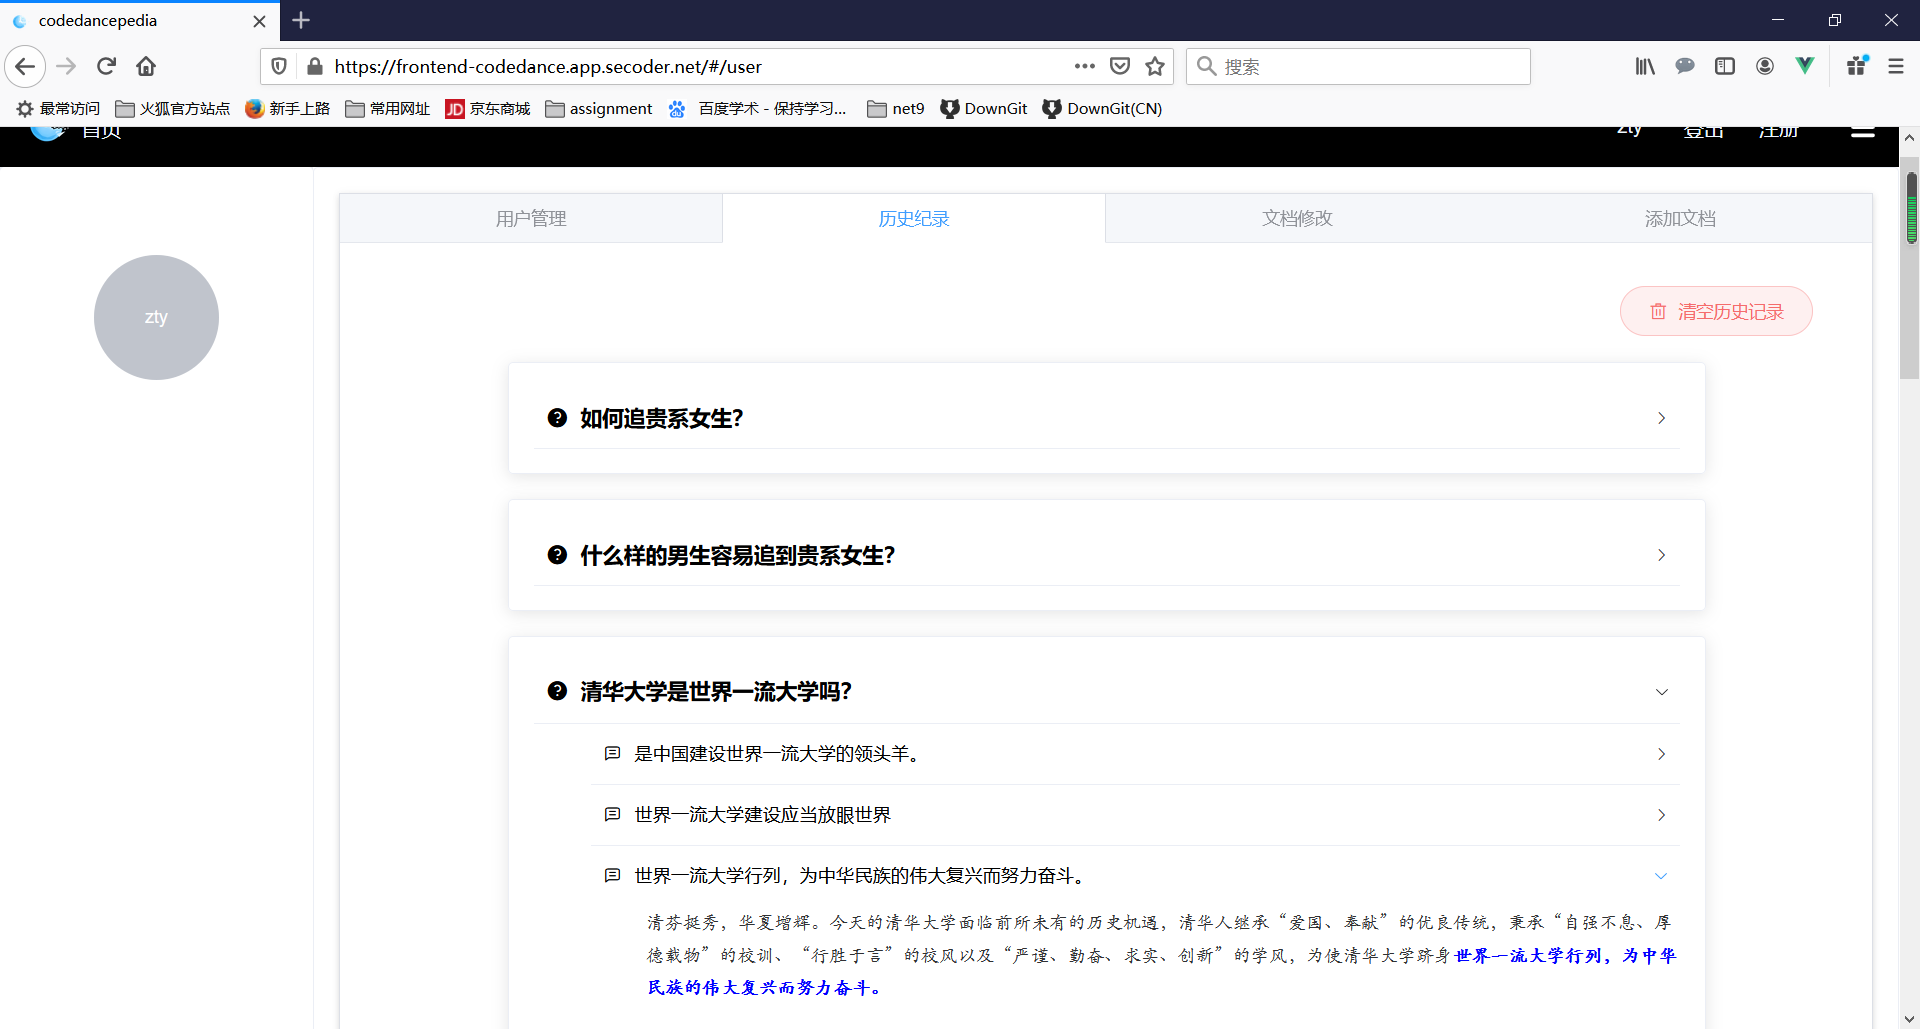 codedancepedia
https://frontend-codedance.app.secoder.net/#/user
搜索
最常访问 火狐官方站点 新手上路 常用网址 JD 京东商城 assignment du 百度学术 - 保持学习... net9 DownGit DownGit(CN)
首页 zty 登出 注册
用户管理 历史纪录 文档修改 添加文档
zty
清空历史记录
如何追贵系女生?
什么样的男生容易追到贵系女生?
清华大学是世界一流大学吗?
是中国建设世界一流大学的领头羊。
世界一流大学建设应当放眼世界
世界一流大学行列，为中华民族的伟大复兴而努力奋斗。
清芬挺秀，华夏增辉。今天的清华大学面临前所未有的历史机遇，清华人继承“爱国、奉献”的优良传统，秉承“自强不息、厚
德载物”的校训、“行胜于言”的校风以及“严谨、勤奋、求实、创新”的学风，为使清华大学跻身世界一流大学行列，为中华
民族的伟大复兴而努力奋斗。